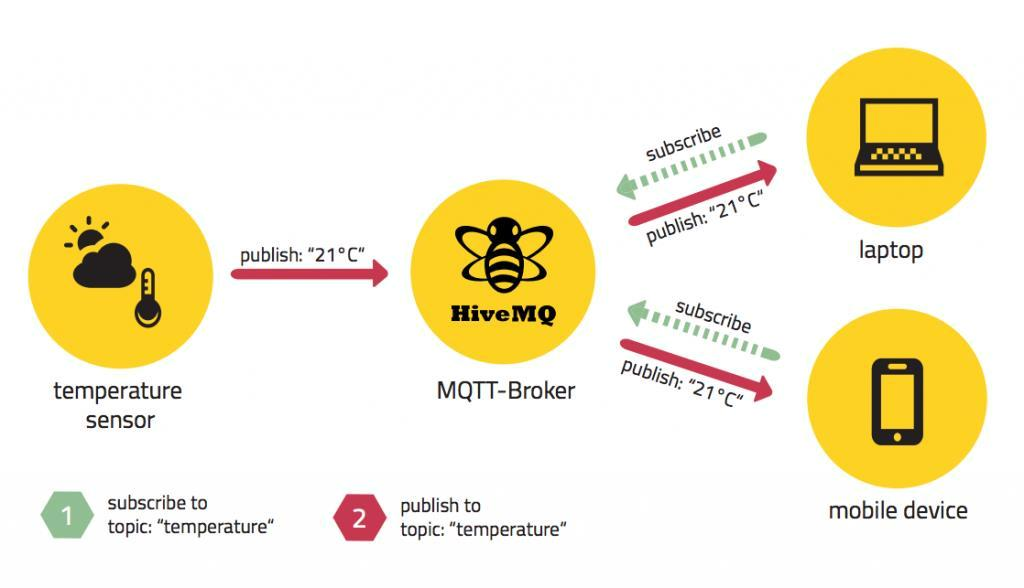 subscribe
publish: “21°C“
laptop
publish: “21°C“
HiveMQ
temperature
sensor
MQTT-Broker
subscribe
publish: “21°C“
mobile device
1
subscribe to
topic: “temperature“
2
publish to
topic: “temperature“